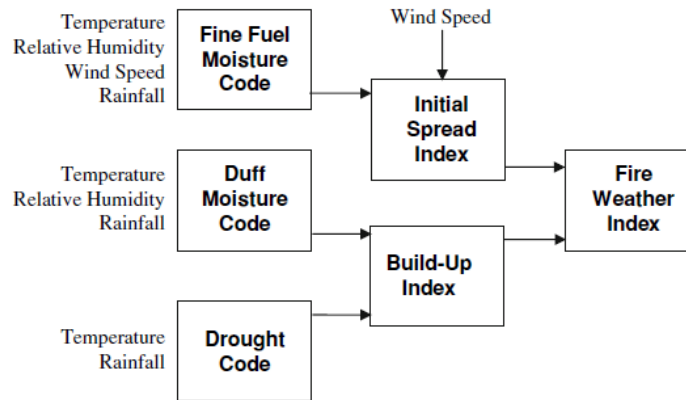 Temperature
Relative Humidity
Wind Speed
Rainfall
Fine Fuel
Moisture
Code
Wind Speed
Initial
Spread
Index
Temperature
Relative Humidity
Rainfall
Duff
Moisture
Code
Fire
Weather
Index
Build-Up
Index
Temperature
Rainfall
Drought
Code